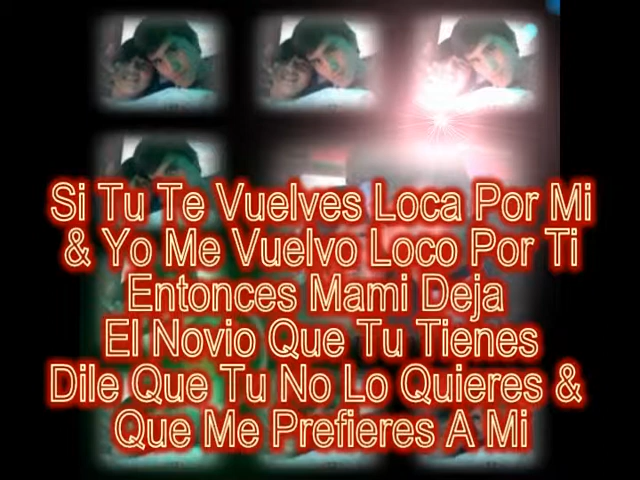 Si Tu Te Vuelves Loca Por Mi
& Yo Me Vuelvo Loco Por Ti
Entonces Mami Deja
El Novio Que Tu Tienes
Dile Que Tu No Lo Quieres &
Que Me Prefieres A Mi